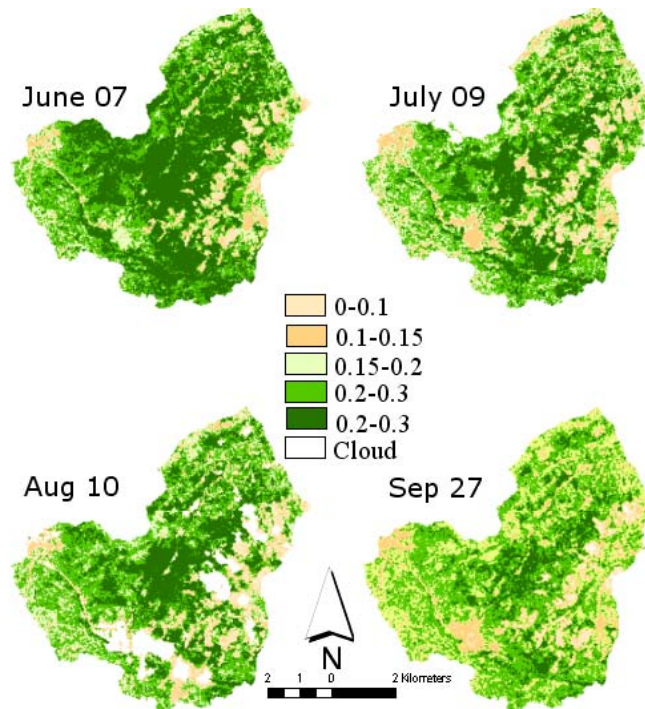 June 07
July 09
0-0.1
0.1-0.15
0.15-0.2
0.2-0.3
0.2-0.3
Cloud
Aug 10
Sep 27
N
2 1 0 2 Kilometers